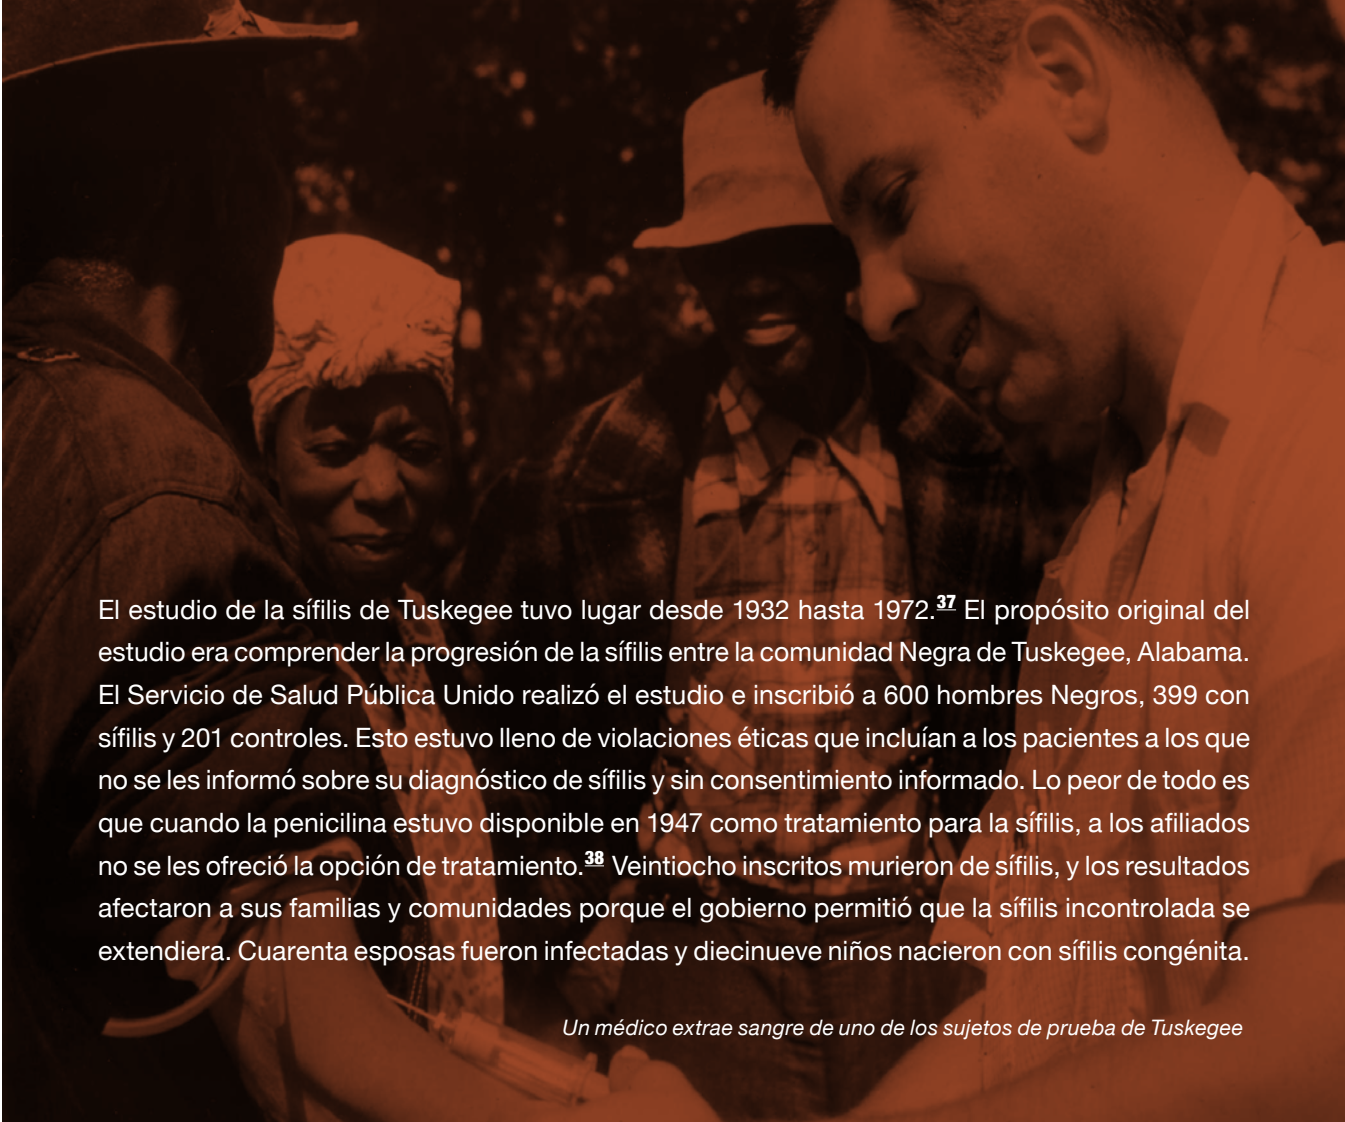 El estudio de la sífilis de Tuskegee tuvo lugar desde 1932 hasta 1972.37 El propósito original del
estudio era comprender la progresión de la sífilis entre la comunidad Negra de Tuskegee, Alabama.
El Servicio de Salud Pública Unido realizó el estudio e inscribió a 600 hombres Negros, 399 con
sífilis y 201 controles. Esto estuvo lleno de violaciones éticas que incluían a los pacientes a los que
no se les informó sobre su diagnóstico de sífilis y sin consentimiento informado. Lo peor de todo es
que cuando la penicilina estuvo disponible en 1947 como tratamiento para la sífilis, a los afiliados
no se les ofreció la opción de tratamiento.38 Veintiocho inscritos murieron de sífilis, y los resultados
afectaron a sus familias y comunidades porque el gobierno permitió que la sífilis incontrolada se
extendiera. Cuarenta esposas fueron infectadas y diecinueve niños nacieron con sífilis congénita.
Un médico extrae sangre de uno de los sujetos de prueba de Tuskegee